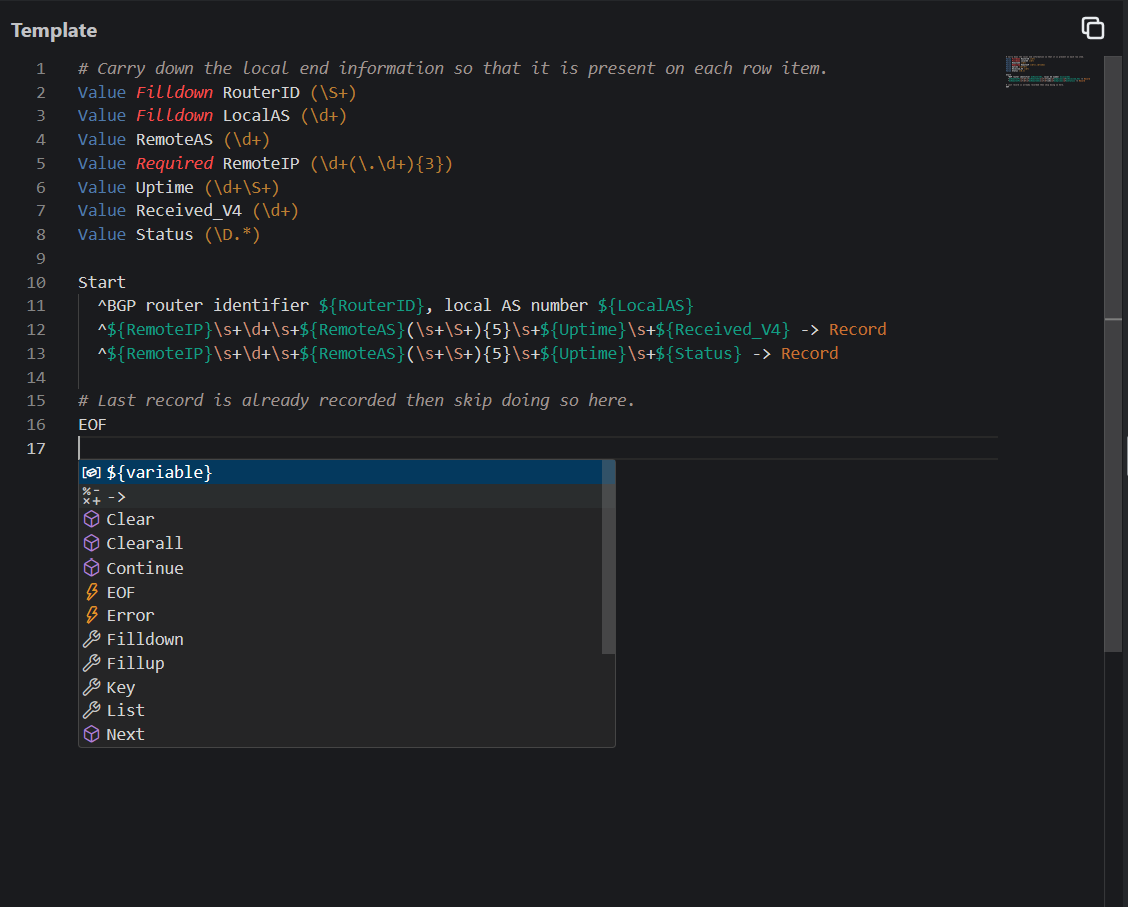 Template
1 # Carry down the local end information so that it is present on each row item.
2 Value Filldown RouterID (\S+)
3 Value Filldown LocalAS (\d+)
4 Value RemoteAS (\d+)
5 Value Required RemoteIP (\d+(\.\d+){3})
6 Value Uptime (\d+\S+)
7 Value Received_V4 (\d+)
8 Value Status (\D.*)
9
10 Start
11   ^BGP router identifier ${RouterID}, local AS number ${LocalAS}
12   ^${RemoteIP}\s+\d+\s+${RemoteAS}(\s+\S+){5}\s+${Uptime}\s+${Received_V4} -> Record
13   ^${RemoteIP}\s+\d+\s+${RemoteAS}(\s+\S+){5}\s+${Uptime}\s+${Status} -> Record
14
15 # Last record is already recorded then skip doing so here.
16 EOF
17
${variable}
->
Clear
Clearall
Continue
EOF
Error
Filldown
Fillup
Key
List
Next